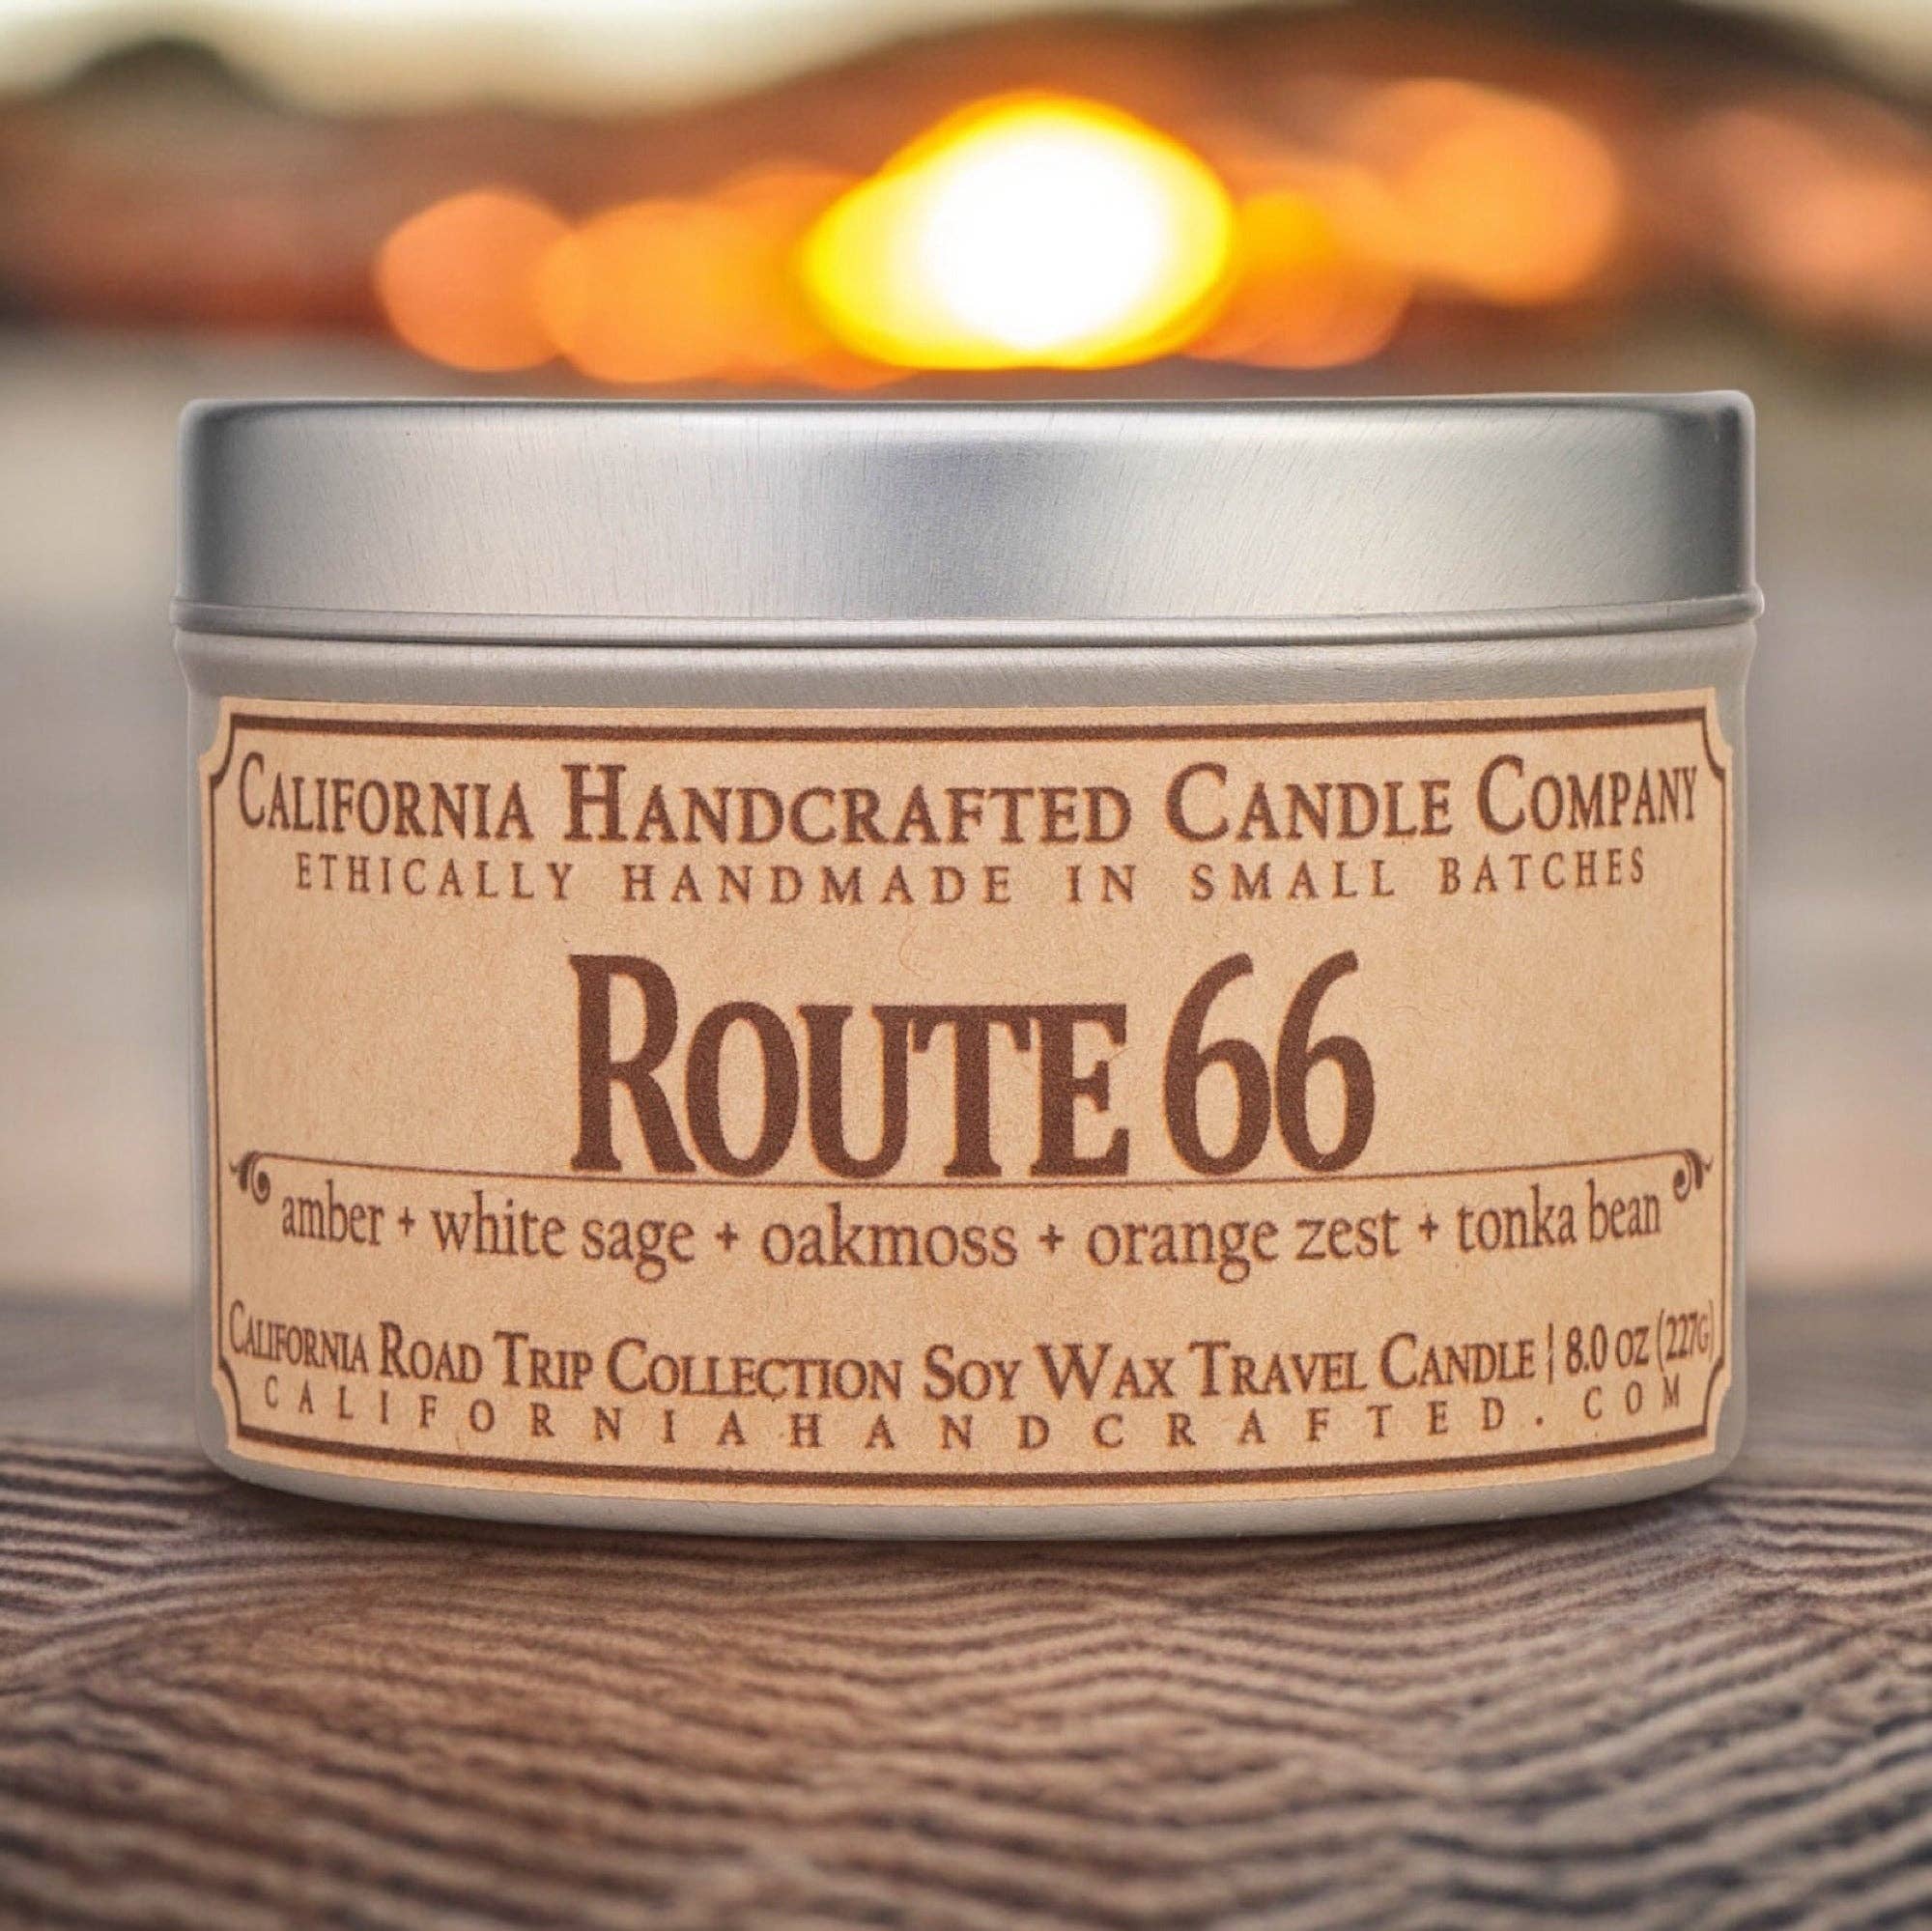 California Handcrafted Candle Company
ETHICALLY HANDMADE IN SMALL BATCHES
Route 66
amber + white sage + oakmoss + orange zest + tonka bean
California Road Trip Collection Soy Wax Travel Candle | 8.0 oz (227g)
CALIFORNIAHANDCRAFTED.COM